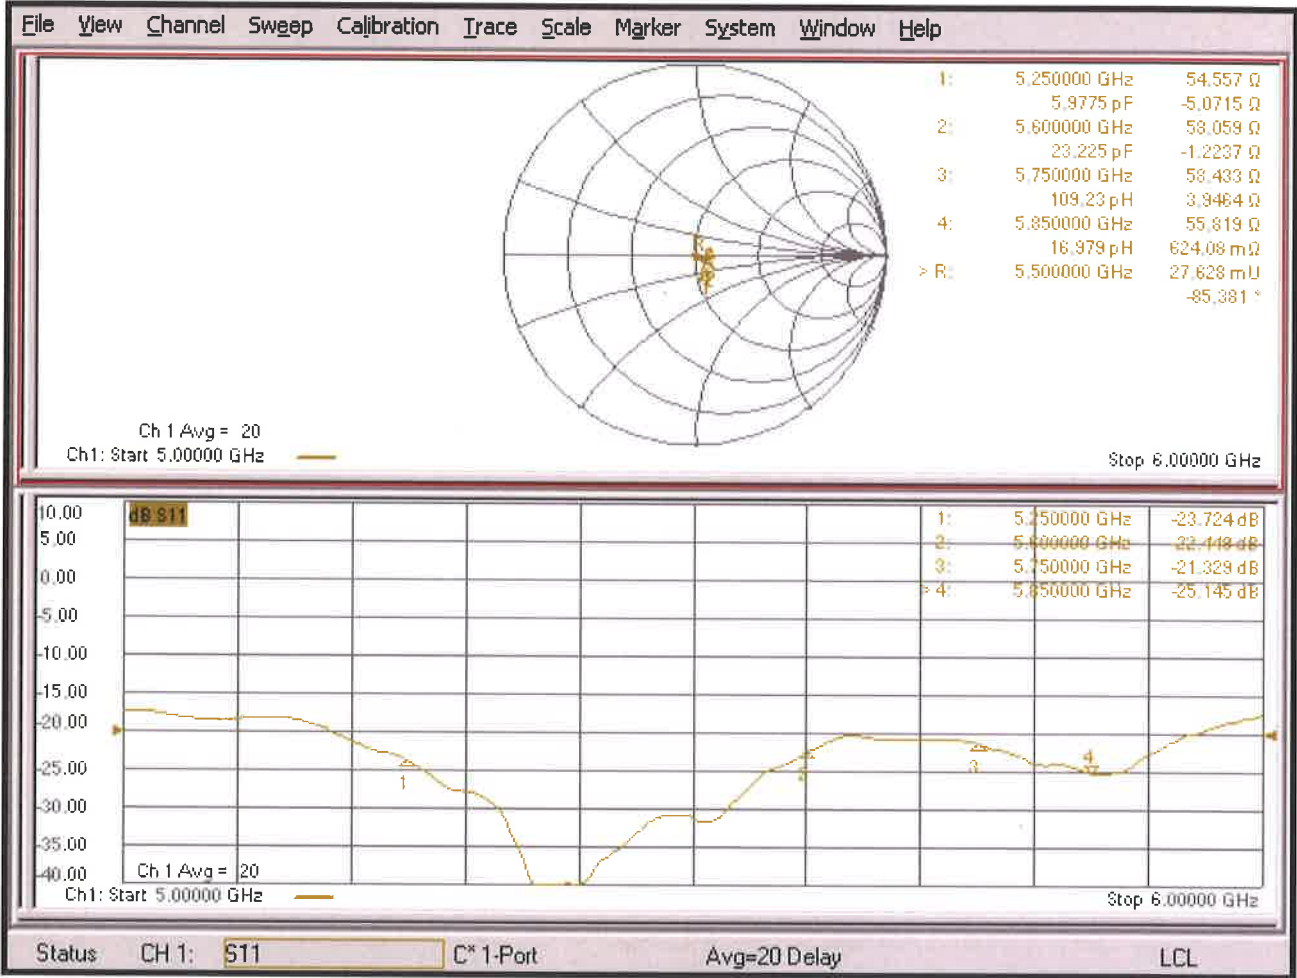 File View Channel Sweep Calibration Trace Scale Marker System Window Help
1: 5,250000 GHz 54,557 Ω
5,9775 pF -5,0715 Ω
2: 5,600000 GHz 58,059 Ω
23,225 pF -1,2237 Ω
3: 5,750000 GHz 58,433 Ω
109,23 pH 3,9464 Ω
4: 5,850000 GHz 55,819 Ω
16,979 pH 624,08 mΩ
> R: 5,500000 GHz 27,628 mU
-85,381 °
R
Ch 1 Avg = 20
Ch1: Start 5.00000 GHz
Stop 6.00000 GHz
10.00
5.00
0.00
-5.00
-10.00
-15.00
-20.00
-25.00
-30.00
-35.00
-40.00
dB S11
1: 5,250000 GHz -23.724 dB
2: 5.600000 GHz -22.448 dB
3: 5,750000 GHz -21.329 dB
> 4: 5,850000 GHz -25.145 dB
1
2
3
4
Ch 1 Avg = 20
Ch1: Start 5.00000 GHz
Stop 6.00000 GHz
Status CH 1: S11 C* 1-Port Avg=20 Delay LCL